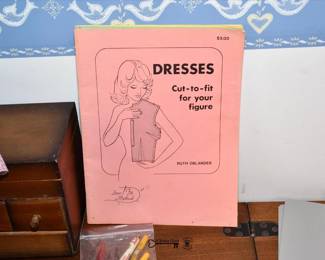 $3.00
DRESSES
Cut-to-fit
for your
figure
RUTH OBLANDER